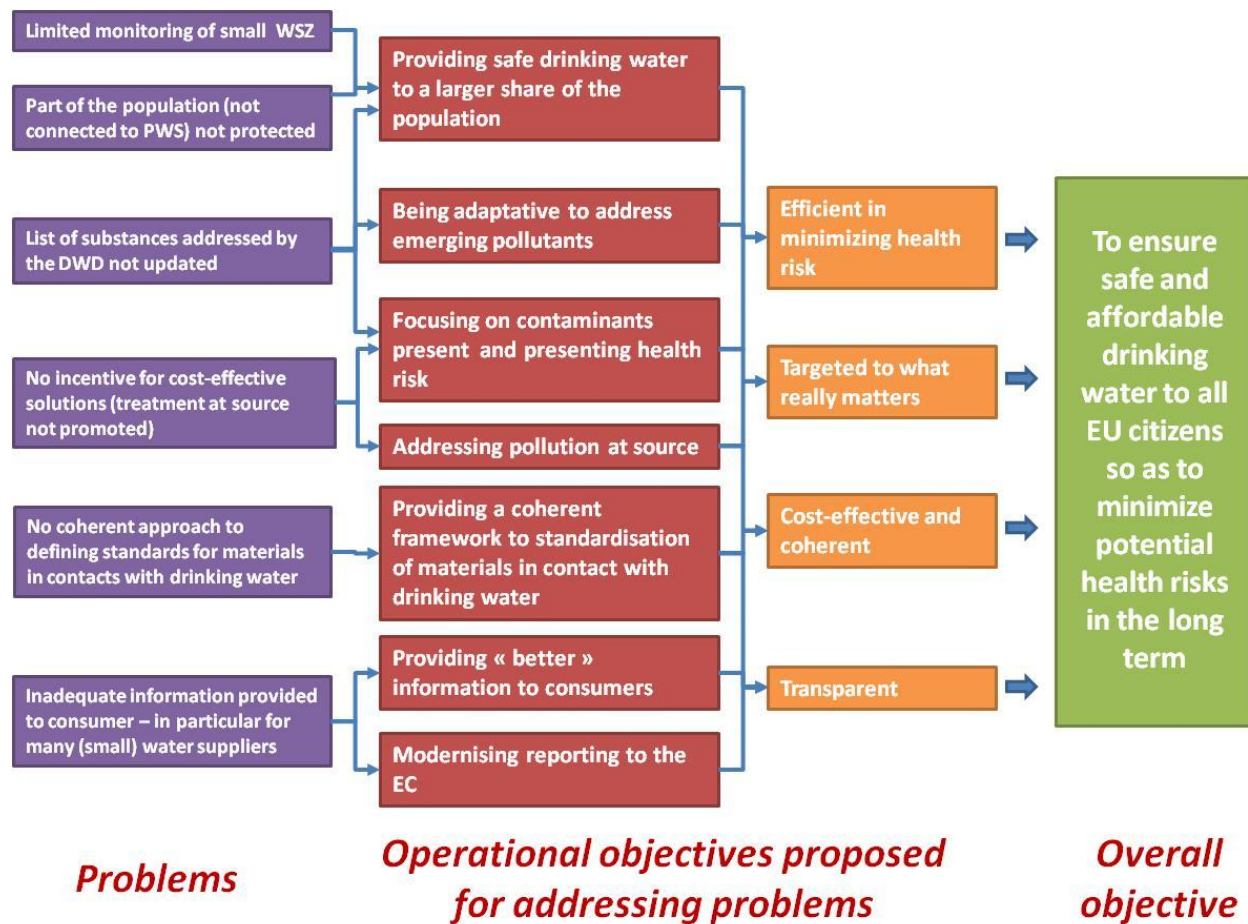 Limited monitoring of small WSZ
Part of the population (not
connected to PWS) not protected
List of substances addressed by
the DWD not updated
No incentive for cost-effective
solutions (treatment at source
not promoted)
No coherent approach to
defining standards for materials
in contacts with drinking water
Inadequate information provided
to consumer – in particular for
many (small) water suppliers
Providing safe drinking water
to a larger share of the
population
Being adaptative to address
emerging pollutants
Focusing on contaminants
present and presenting health
risk
Addressing pollution at source
Providing a coherent
framework to standardisation
of materials in contact with
drinking water
Providing « better »
information to consumers
Modernising reporting to the
EC
Efficient in
minimizing health
risk
Targeted to what
really matters
Cost-effective and
coherent
Transparent
To ensure
safe and
affordable
drinking
water to all
EU citizens
so as to
minimize
potential
health risks
in the long
term
Problems
Operational objectives proposed
for addressing problems
Overall
objective